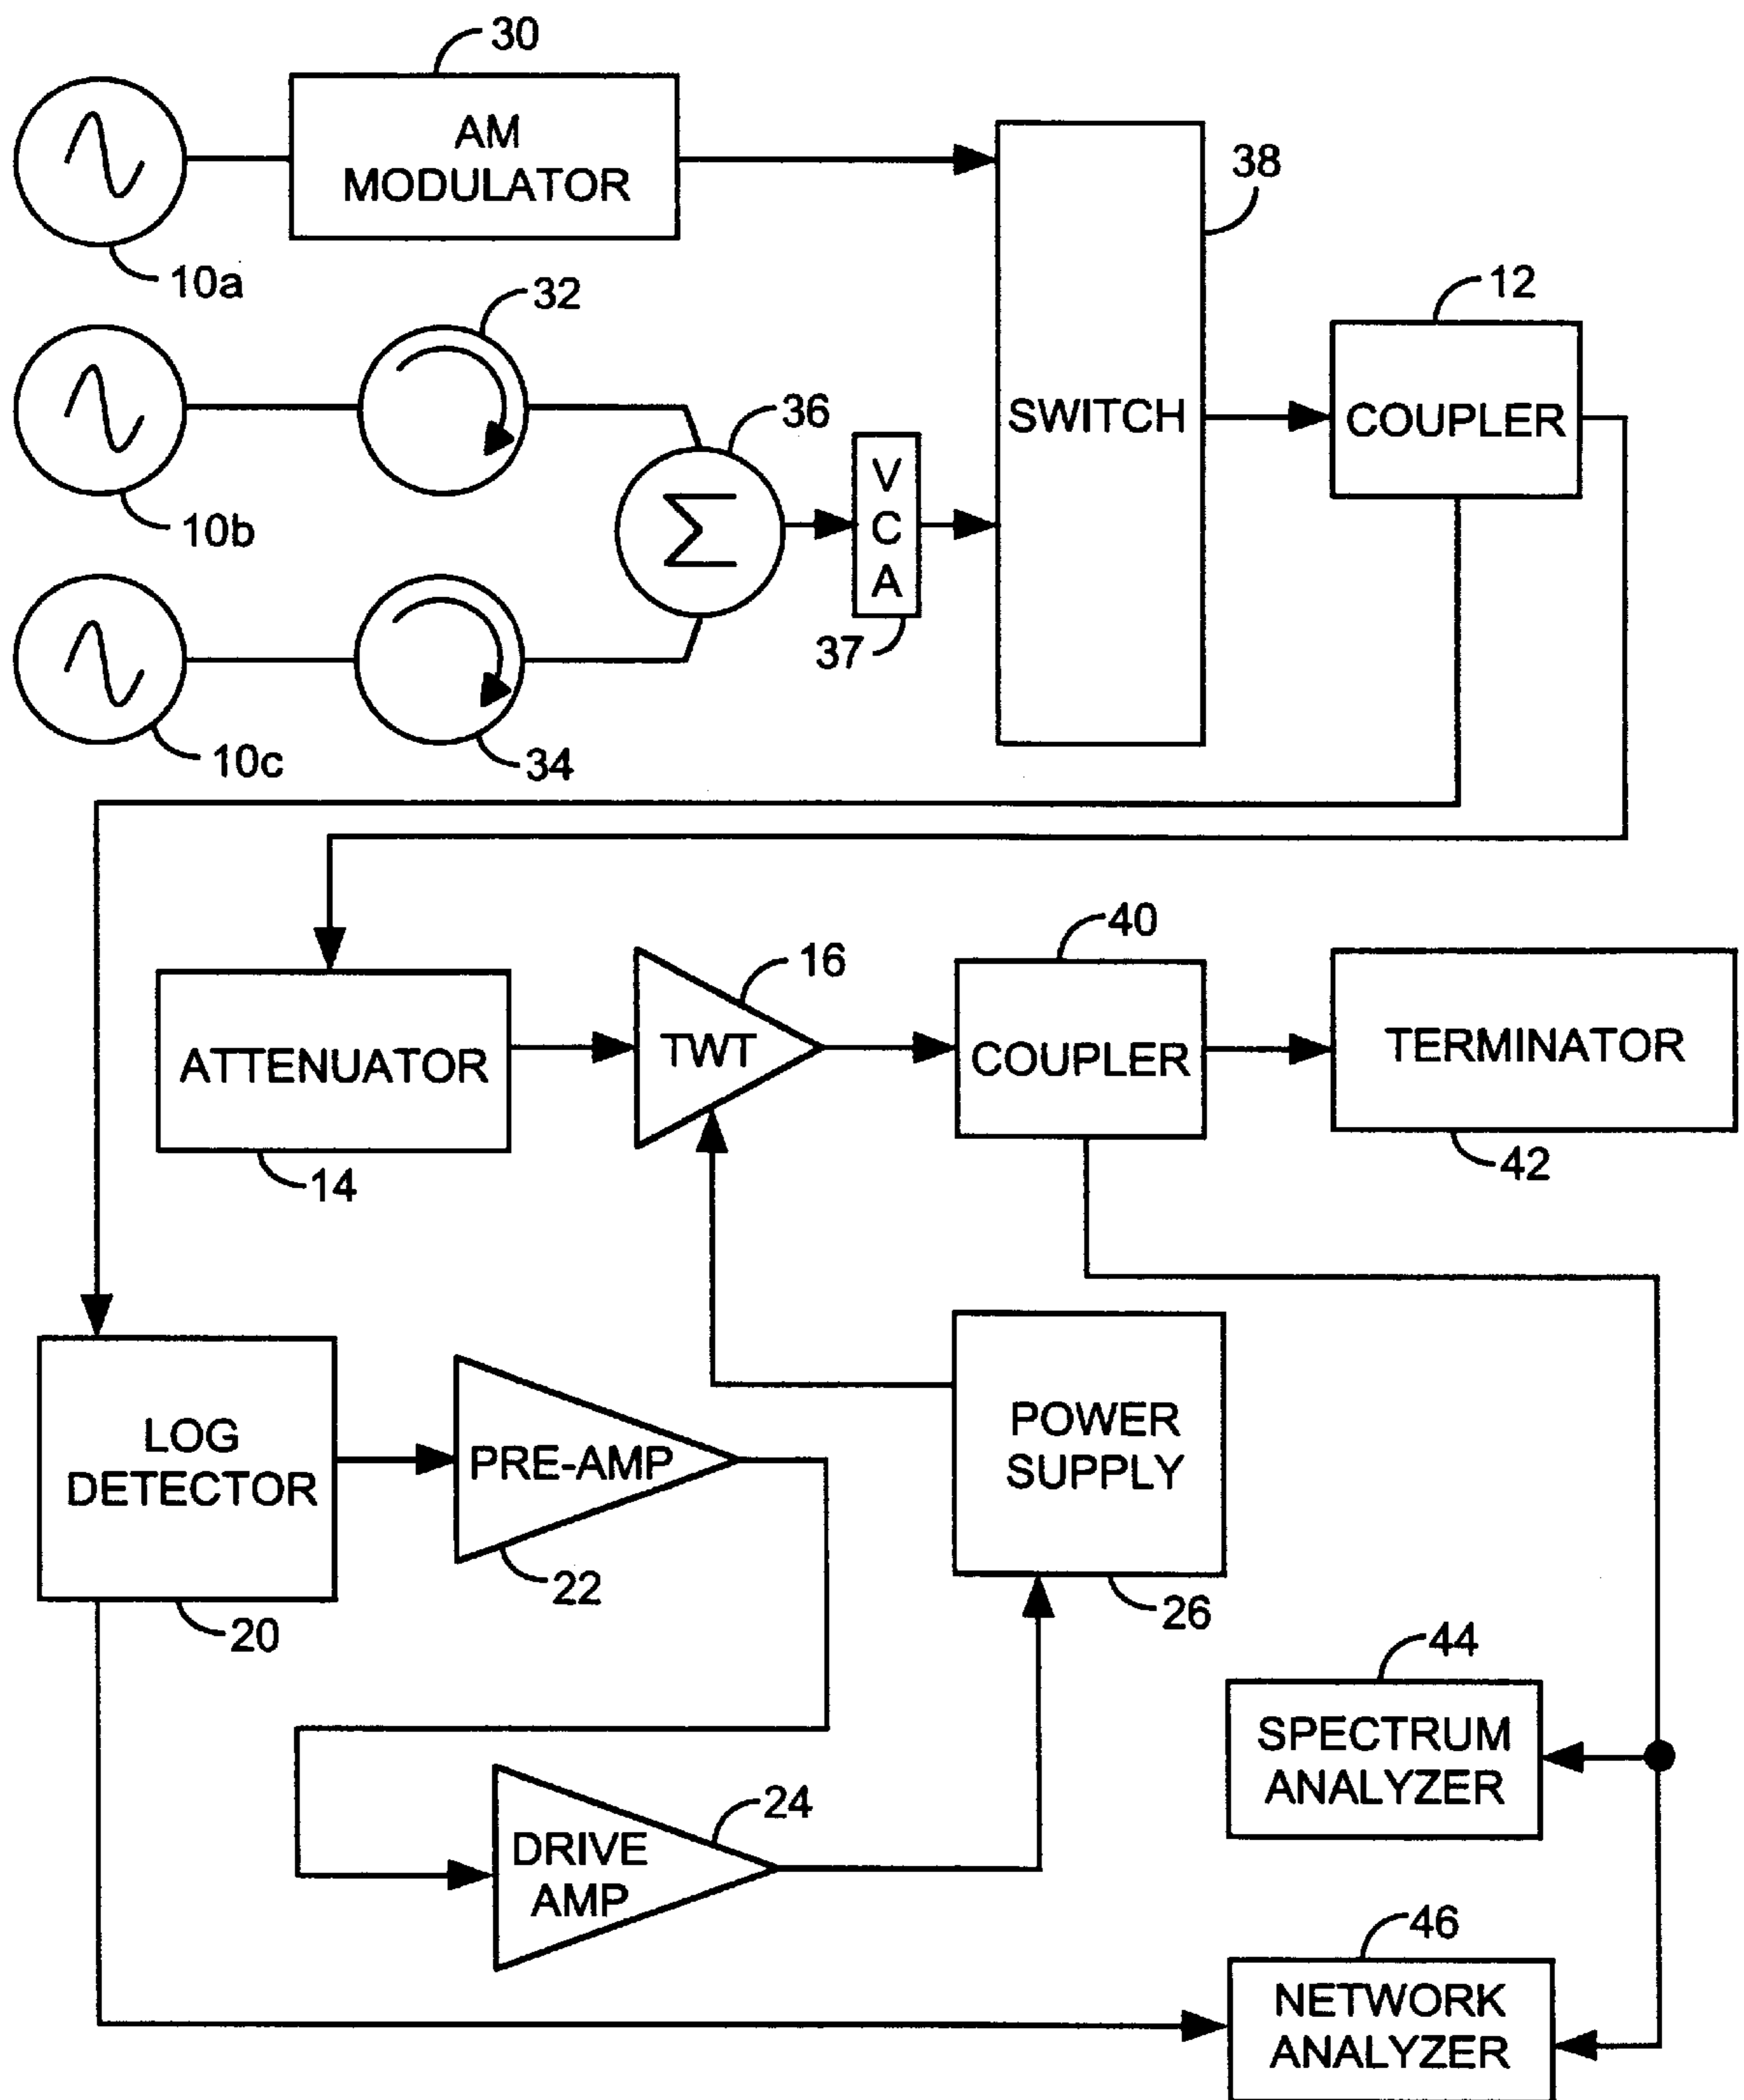 30
AM
MODULATOR
38
10a
32
12
36
SWITCH
COUPLER
V
C
A
10b
Σ
37
10c
34
40
16
ATTENUATOR
TWT
COUPLER
TERMINATOR
14
42
LOG
DETECTOR
PRE-AMP
POWER
SUPPLY
22
26
20
44
SPECTRUM
ANALYZER
24
DRIVE
AMP
46
NETWORK
ANALYZER